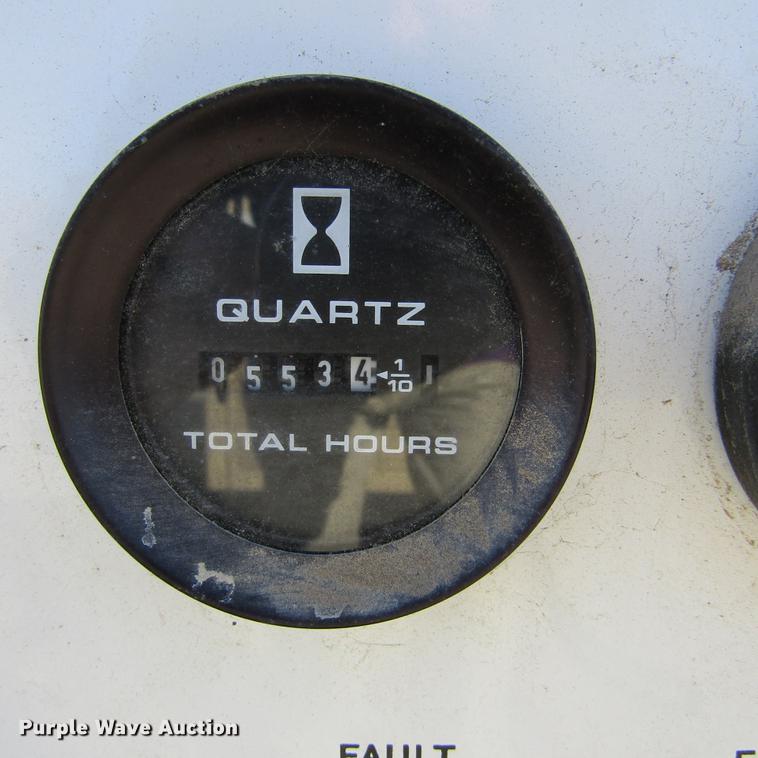 QUARTZ
05534 ◄1/10
TOTAL HOURS
FAULT
Purple Wave Auction